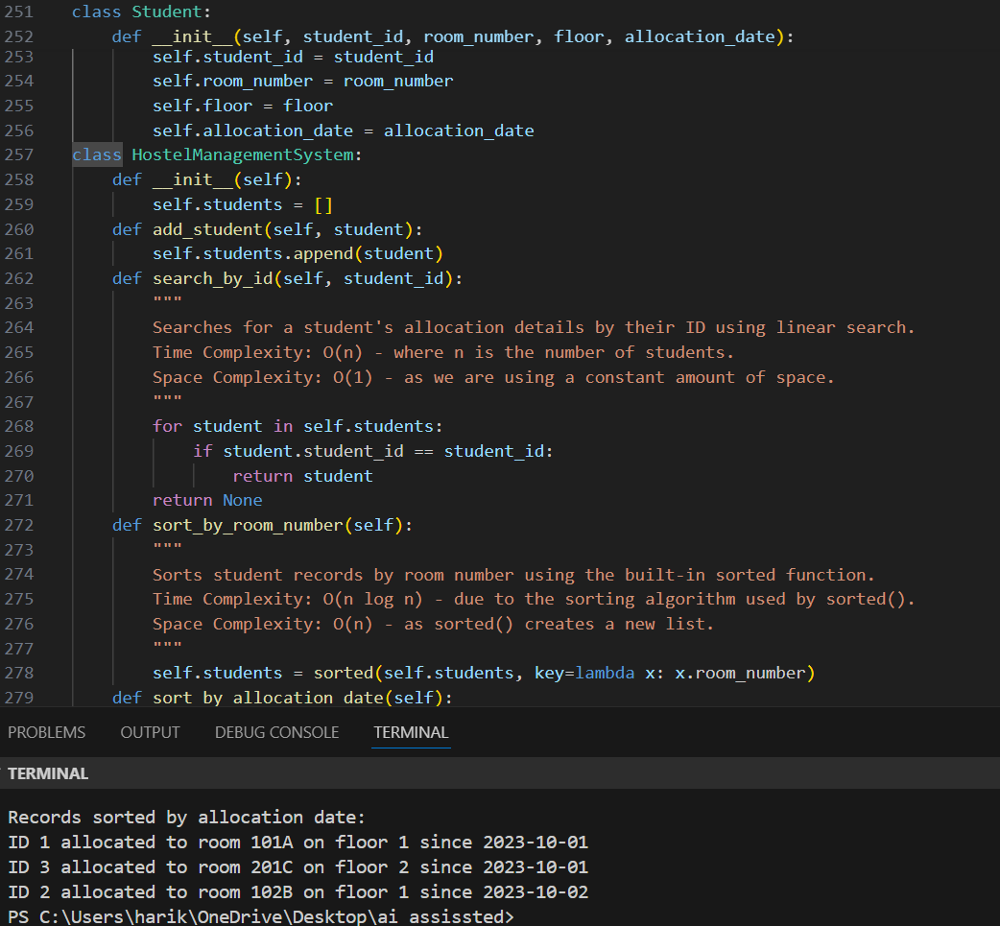 251 class Student:
252 def __init__(self, student_id, room_number, floor, allocation_date):
253 self.student_id = student_id
254 self.room_number = room_number
255 self.floor = floor
256 self.allocation_date = allocation_date
257 class HostelManagementSystem:
258 def __init__(self):
259 self.students = []
260 def add_student(self, student):
261 self.students.append(student)
262 def search_by_id(self, student_id):
263 """
264 Searches for a student's allocation details by their ID using linear search.
265 Time Complexity: O(n) - where n is the number of students.
266 Space Complexity: O(1) - as we are using a constant amount of space.
267 """
268 for student in self.students:
269 if student.student_id == student_id:
270 return student
271 return None
272 def sort_by_room_number(self):
273 """
274 Sorts student records by room number using the built-in sorted function.
275 Time Complexity: O(n log n) - due to the sorting algorithm used by sorted().
276 Space Complexity: O(n) - as sorted() creates a new list.
277 """
278 self.students = sorted(self.students, key=lambda x: x.room_number)
279 def sort_by_allocation_date(self):
PROBLEMS OUTPUT DEBUG CONSOLE TERMINAL
TERMINAL
Records sorted by allocation date:
ID 1 allocated to room 101A on floor 1 since 2023-10-01
ID 3 allocated to room 201C on floor 2 since 2023-10-01
ID 2 allocated to room 102B on floor 1 since 2023-10-02
PS C:\Users\harik\OneDrive\Desktop\ai assissted>